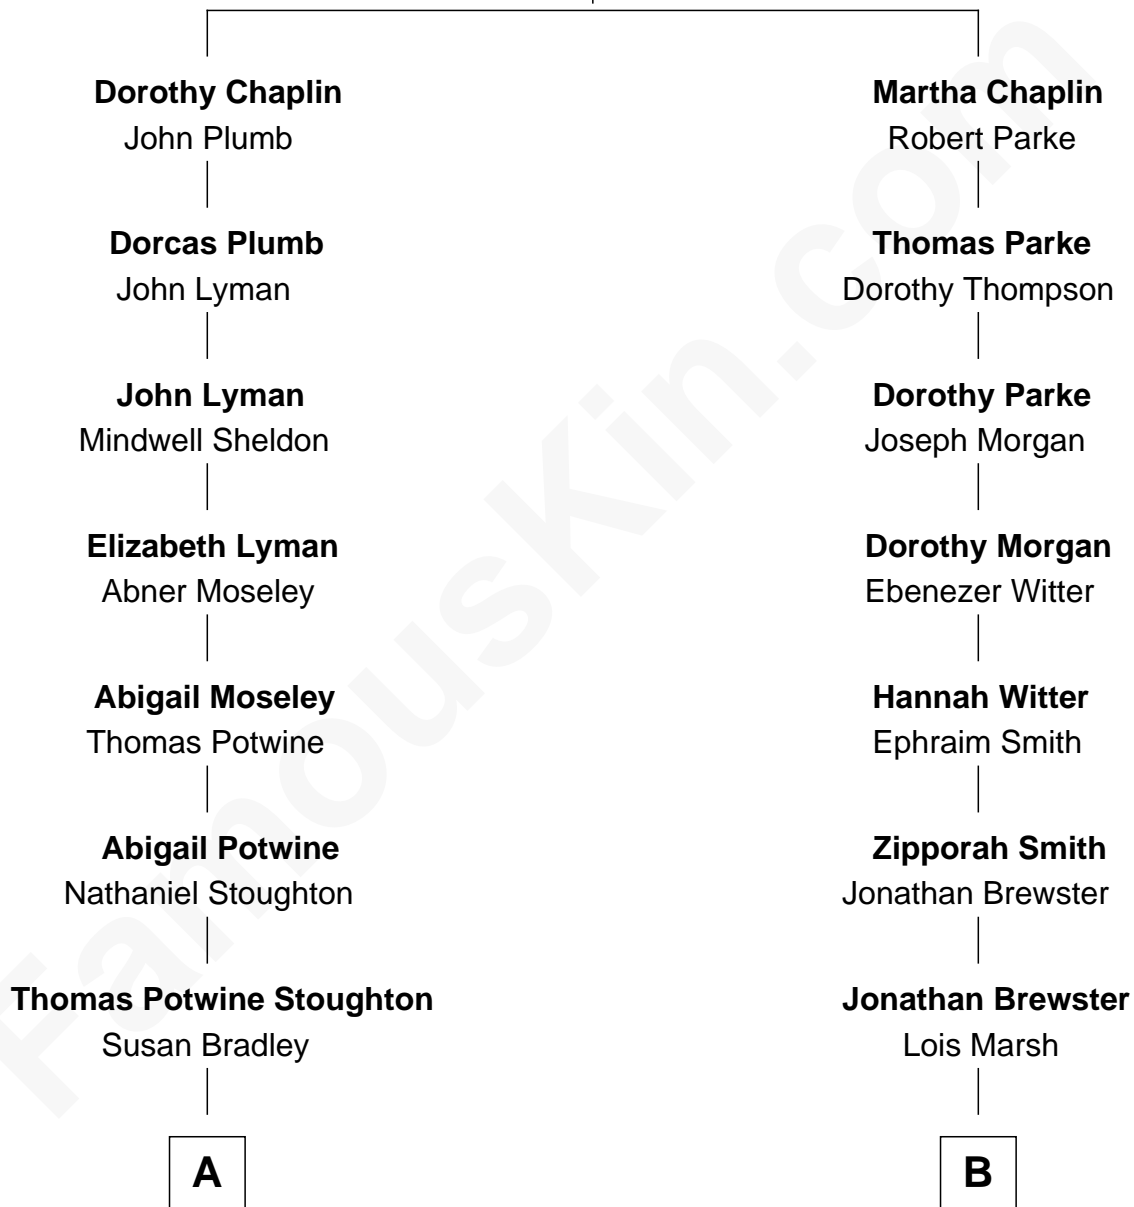 Dorothy Chaplin
John Plumb
Martha Chaplin
Robert Parke
Dorcas Plumb
John Lyman
Thomas Parke
Dorothy Thompson
John Lyman
Mindwell Sheldon
Dorothy Parke
Joseph Morgan
Elizabeth Lyman
Abner Moseley
Dorothy Morgan
Ebenezer Witter
Abigail Moseley
Thomas Potwine
Hannah Witter
Ephraim Smith
Abigail Potwine
Nathaniel Stoughton
Zipporah Smith
Jonathan Brewster
Thomas Potwine Stoughton
Susan Bradley
Jonathan Brewster
Lois Marsh
A
B
FamousKin.com